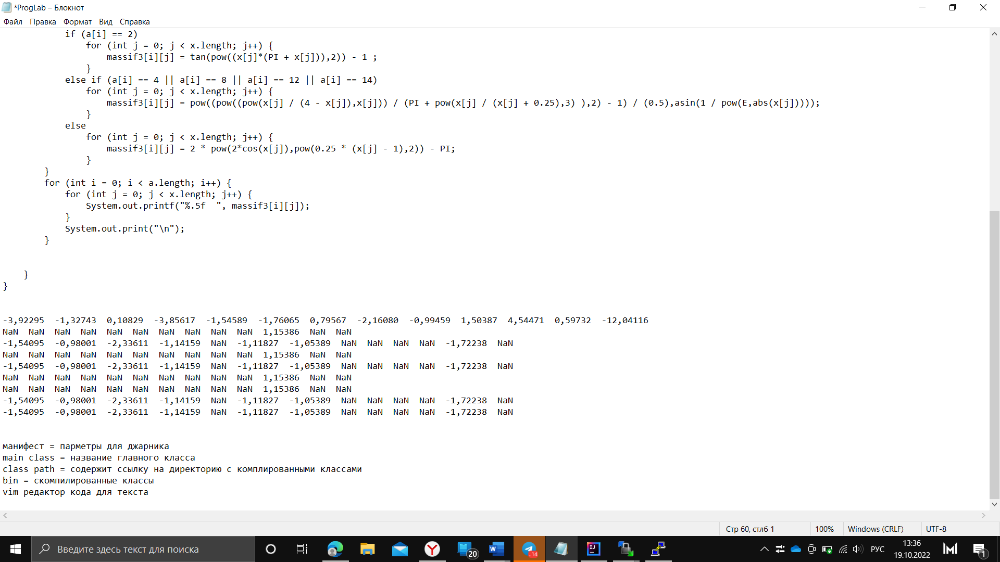 *ProgLab – Блокнот
Файл Правка Формат Вид Справка
            if (a[i] == 2)
                for (int j = 0; j < x.length; j++) {
                    massif3[i][j] = tan(pow((x[j]*(PI + x[j])),2)) - 1 ;
                }
            else if (a[i] == 4 || a[i] == 8 || a[i] == 12 || a[i] == 14)
                for (int j = 0; j < x.length; j++) {
                    massif3[i][j] = pow((pow((pow(x[j] / (4 - x[j]),x[j])) / (PI + pow(x[j] / (x[j] + 0.25),3) ),2) - 1) / (0.5),asin(1 / pow(E,abs(x[j]))));
                }
            else
                for (int j = 0; j < x.length; j++) {
                    massif3[i][j] = 2 * pow(2*cos(x[j]),pow(0.25 * (x[j] - 1),2)) - PI;
                }
        }
        for (int i = 0; i < a.length; i++) {
            for (int j = 0; j < x.length; j++) {
                System.out.printf("%.5f  ", massif3[i][j]);
            }
            System.out.print("\n");
        }
    }
}
-3,92295  -1,32743  0,10829  -3,85617  -1,54589  -1,76065  0,79567  -2,16080  -0,99459  1,50387  4,54471  0,59732  -12,04116
NaN  NaN  NaN  NaN  NaN  NaN  NaN  NaN  NaN  NaN  1,15386  NaN  NaN
-1,54095  -0,98001  -2,33611  -1,14159  NaN  -1,11827  -1,05389  NaN  NaN  NaN  NaN  -1,72238  NaN
NaN  NaN  NaN  NaN  NaN  NaN  NaN  NaN  NaN  NaN  1,15386  NaN  NaN
-1,54095  -0,98001  -2,33611  -1,14159  NaN  -1,11827  -1,05389  NaN  NaN  NaN  NaN  -1,72238  NaN
NaN  NaN  NaN  NaN  NaN  NaN  NaN  NaN  NaN  NaN  1,15386  NaN  NaN
NaN  NaN  NaN  NaN  NaN  NaN  NaN  NaN  NaN  NaN  1,15386  NaN  NaN
-1,54095  -0,98001  -2,33611  -1,14159  NaN  -1,11827  -1,05389  NaN  NaN  NaN  NaN  -1,72238  NaN
-1,54095  -0,98001  -2,33611  -1,14159  NaN  -1,11827  -1,05389  NaN  NaN  NaN  NaN  -1,72238  NaN
манифест = парметры для джарника
main class = название главного класса
class path = содержит ссылку на директорию с комплированными классами
bin = скомпилированные классы
vim редактор кода для текста
Стр 60, стлб 1 100% Windows (CRLF) UTF-8
Введите здесь текст для поиска 20 W ..14 IJ РУС 13:36 1
19.10.2022